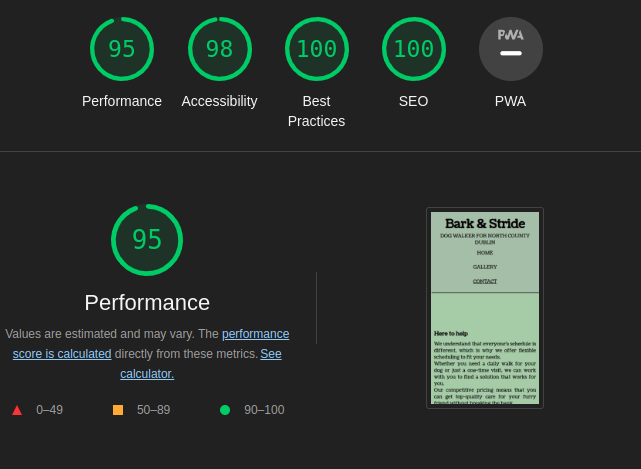 95
98
100
100
PWA
Performance
Accessibility
Best
Practices
SEO
PWA
95
Performance
Values are estimated and may vary. The performance
score is calculated directly from these metrics. See
calculator.
0–49
50–89
90–100
Bark & Stride
DOG WALKER FOR NORTH COUNTY
DUBLIN
HOME
GALLERY
CONTACT
Here to help
We understand that everyone's schedule is
different, which is why we offer flexible
scheduling to fit your needs.
Whether you need a daily walk for your
dog or just a one-time visit, we can work
with you to find a solution that works for
you.
Our competitive pricing means that you
can get top-quality care for your furry
friend without breaking the bank.